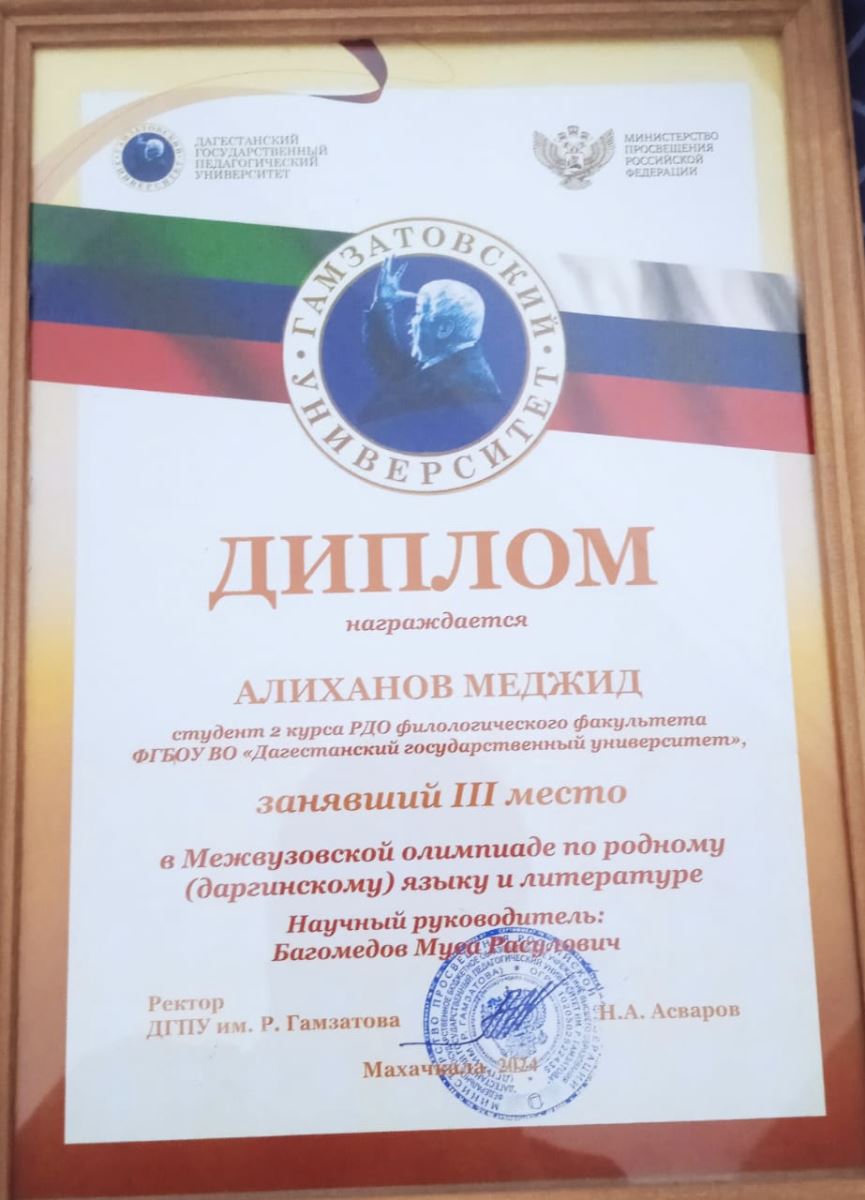 ДАГЕСТАНСКИЙ
ГОСУДАРСТВЕННЫЙ
ПЕДАГОГИЧЕСКИЙ
УНИВЕРСИТЕТ
МИНИСТЕРСТВО
ПРОСВЕЩЕНИЯ
РОССИЙСКОЙ
ФЕДЕРАЦИИ
ГАМЗАТОВСКИЙ УНИВЕРСИТЕТ
ГАМЗАТОВСКИЙ
УНИВЕРСИТЕТ
ДИПЛОМ
награждается
АЛИХАНОВ МЕДЖИД
студент 2 курса РДО филологического факультета
ФГБОУ ВО «Дагестанский государственный университет»,
занявший III место
в Межвузовской олимпиаде по родному
(даргинскому) языку и литературе
Научный руководитель:
Багомедов Муса Расулович
Ректор
ДГПУ им. Р. Гамзатова
Н.А. Асваров
Махачкала, 2024